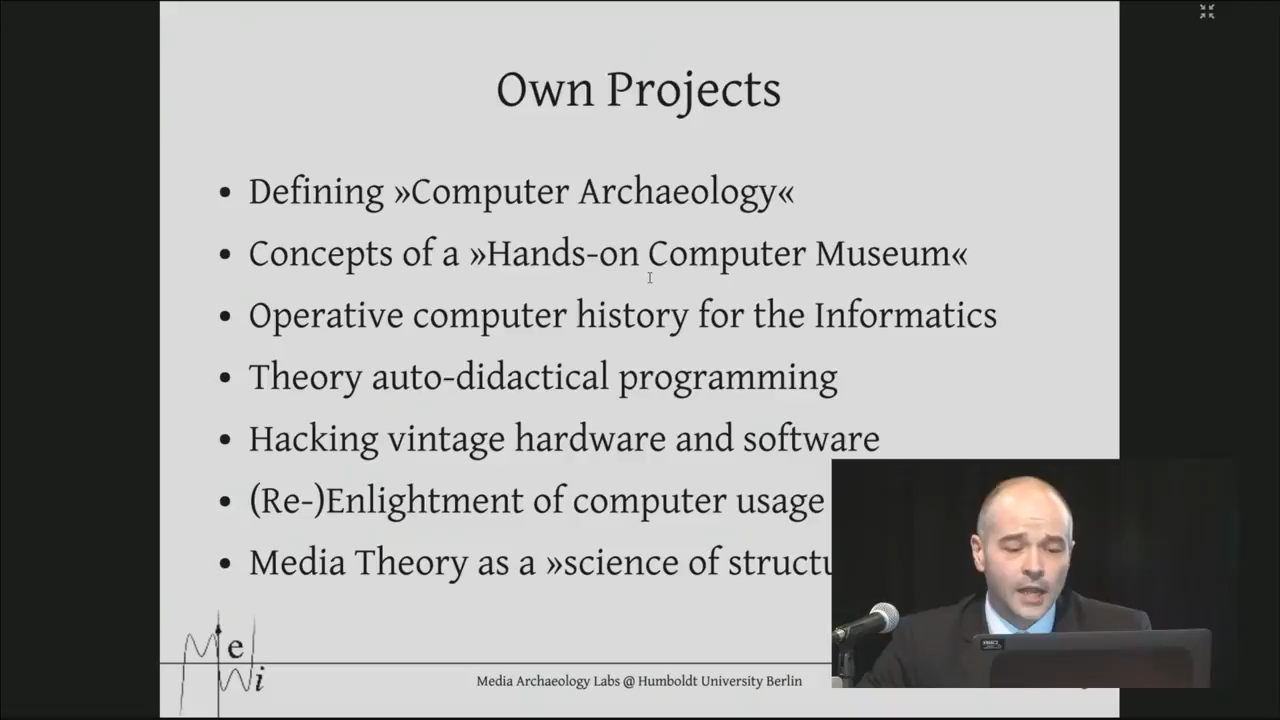 Own Projects
• Defining »Computer Archaeology«
• Concepts of a »Hands-on Computer Museum«
• Operative computer history for the Informatics
• Theory auto-didactical programming
• Hacking vintage hardware and software
• (Re-)Enlightment of computer usage
• Media Theory as a »science of
Me
Wi
Media Archaeology Labs @ Humboldt University Berlin